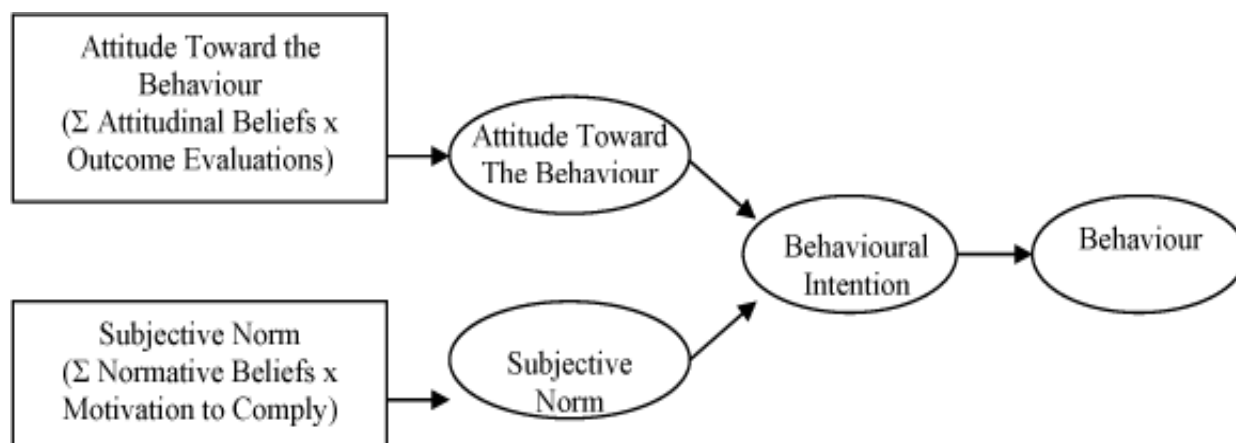 Attitude Toward the
Behaviour
(Σ Attitudinal Beliefs x
Outcome Evaluations)
Attitude Toward
The Behaviour
Behavioural
Intention
Behaviour
Subjective Norm
(Σ Normative Beliefs x
Motivation to Comply)
Subjective
Norm